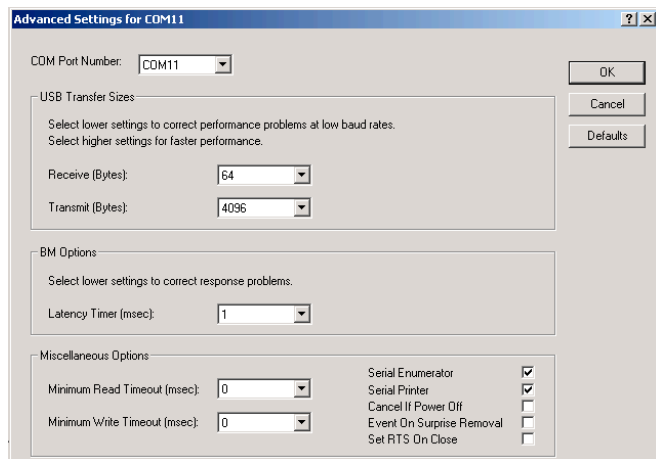 Advanced Settings for COM11
COM Port Number: COM11
OK
Cancel
Defaults
USB Transfer Sizes
Select lower settings to correct performance problems at low baud rates.
Select higher settings for faster performance.
Receive (Bytes): 64
Transmit (Bytes): 4096
BM Options
Select lower settings to correct response problems.
Latency Timer (msec): 1
Miscellaneous Options
Minimum Read Timeout (msec): 0
Minimum Write Timeout (msec): 0
Serial Enumerator
Serial Printer
Cancel If Power Off
Event On Surprise Removal
Set RTS On Close